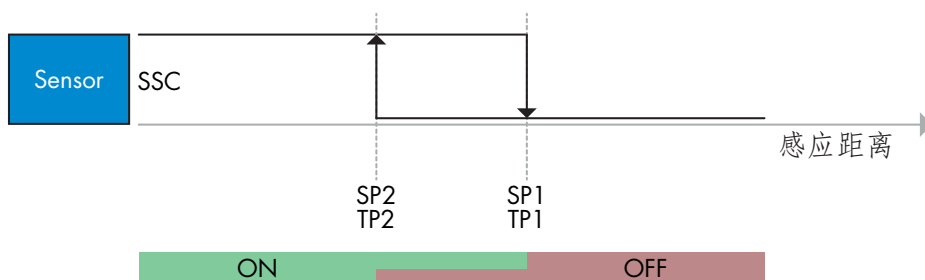 Sensor
SSC
感应距离
SP2
TP2
SP1
TP1
ON
OFF